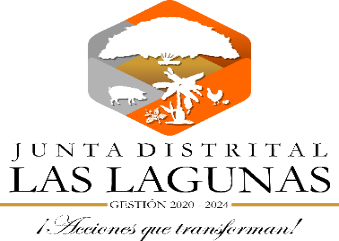 JUNTA DISTRITAL
LAS LAGUNAS
GESTIÓN 2020 - 2024
¡Acciones que transforman!